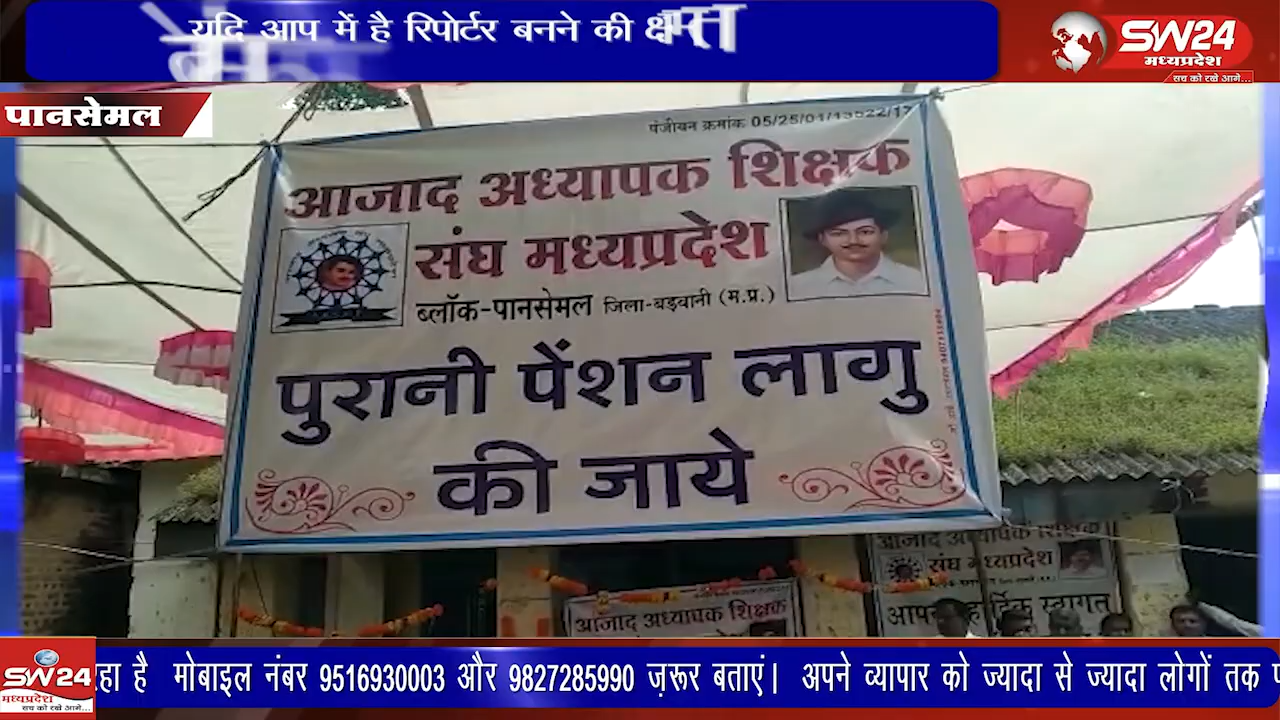 यदि आप में है रिपोर्टर बनने की
SW24
मध्यप्रदेश
सच को रखे आगे...
पानसेमल
पंजीयन क्रमांक 05/25/01/13522/17
आजाद अध्यापक शिक्षक
संघ मध्यप्रदेश
ब्लॉक-पानसेमल जिला-बड़वानी (म.प्र.)
पुरानी पेंशन लागु
की जाये
आजाद अध्यापक शिक्षक
संघ मध्यप्रदेश
आजाद अध्यापक शिक्षक
SW24
मध्यप्रदेश
सच को रखे आगे...
हा है मोबाइल नंबर 9516930003 और 9827285990 ज़रूर बताएं। अपने व्यापार को ज्यादा से ज्यादा लोगों तक